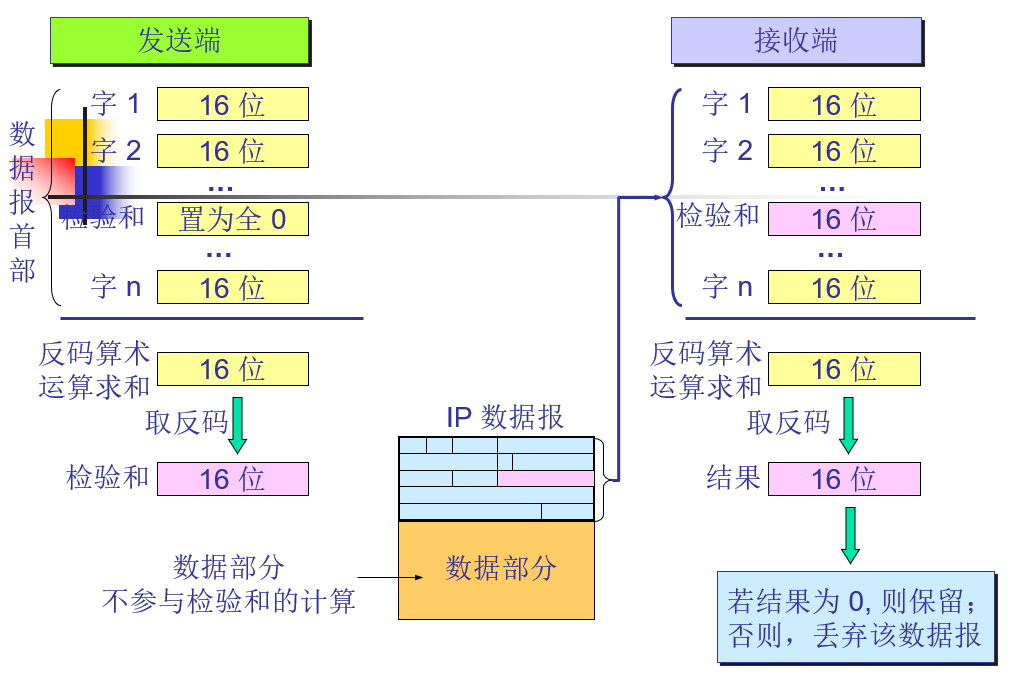 发送端
接收端
数据报首部
字 1 16 位
字 2 16 位
...
检验和 置为全 0
...
字 n 16 位
反码算术
运算求和
16 位
取反码
检验和 16 位
字 1 16 位
字 2 16 位
...
检验和 16 位
...
字 n 16 位
反码算术
运算求和
16 位
取反码
结果 16 位
若结果为 0, 则保留；
否则，丢弃该数据报
IP 数据报
数据部分
数据部分
不参与检验和的计算